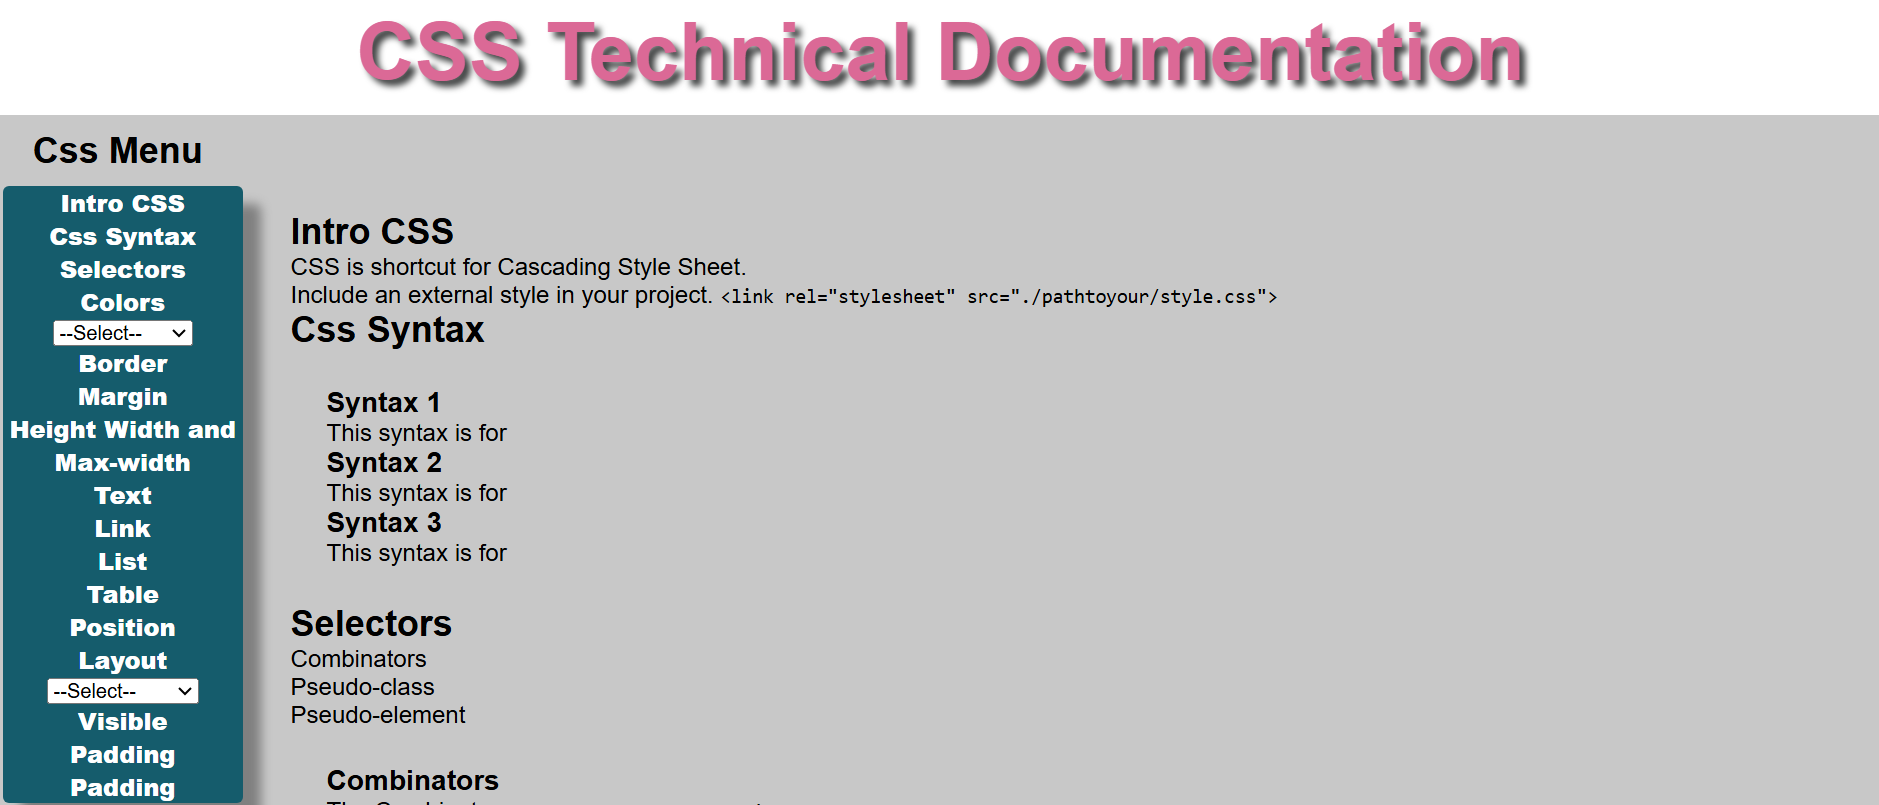 CSS Technical Documentation
Css Menu
Intro CSS
Css Syntax
Selectors
Colors
--Select--
Border
Margin
Height Width and
Max-width
Text
Link
List
Table
Position
Layout
--Select--
Visible
Padding
Padding
Intro CSS
CSS is shortcut for Cascading Style Sheet.
Include an external style in your project. <link rel="stylesheet" src="./pathtoyour/style.css">
Css Syntax
Syntax 1
This syntax is for
Syntax 2
This syntax is for
Syntax 3
This syntax is for
Selectors
Combinators
Pseudo-class
Pseudo-element
Combinators